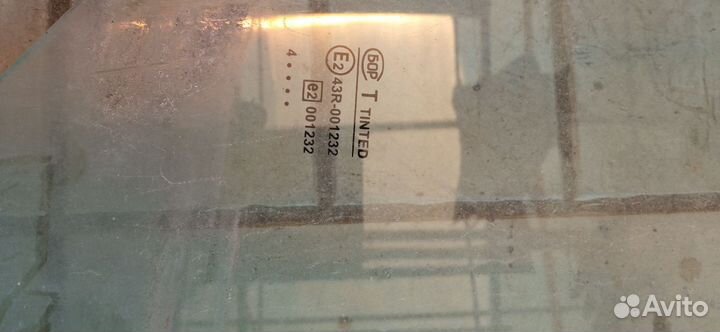 БОР
T TINTED
E2 43R-001232
e2 001232
4 • • • • •
Avito